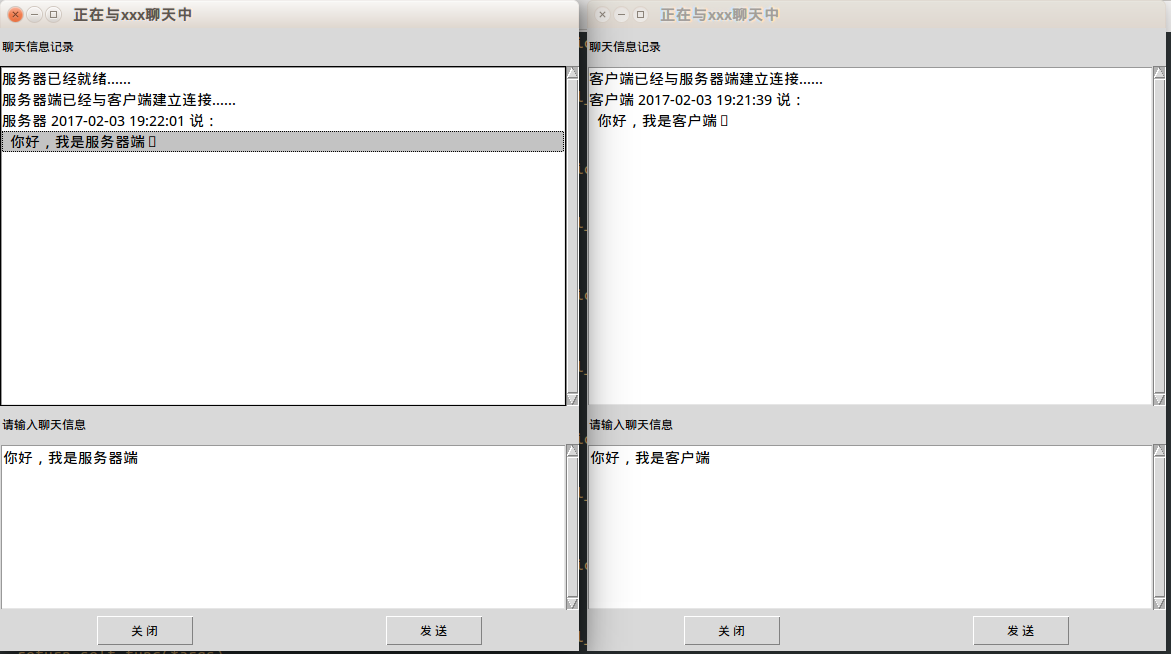 正在与xxx聊天中
聊天信息记录
服务器已经就绪......
服务器端已经与客户端建立连接......
服务器 2017-02-03 19:22:01 说：
你好，我是服务器端
请输入聊天信息
你好，我是服务器端
关 闭
发 送
正在与xxx聊天中
聊天信息记录
客户端已经与服务器端建立连接......
客户端 2017-02-03 19:21:39 说：
你好，我是客户端
请输入聊天信息
你好，我是客户端
关 闭
发 送